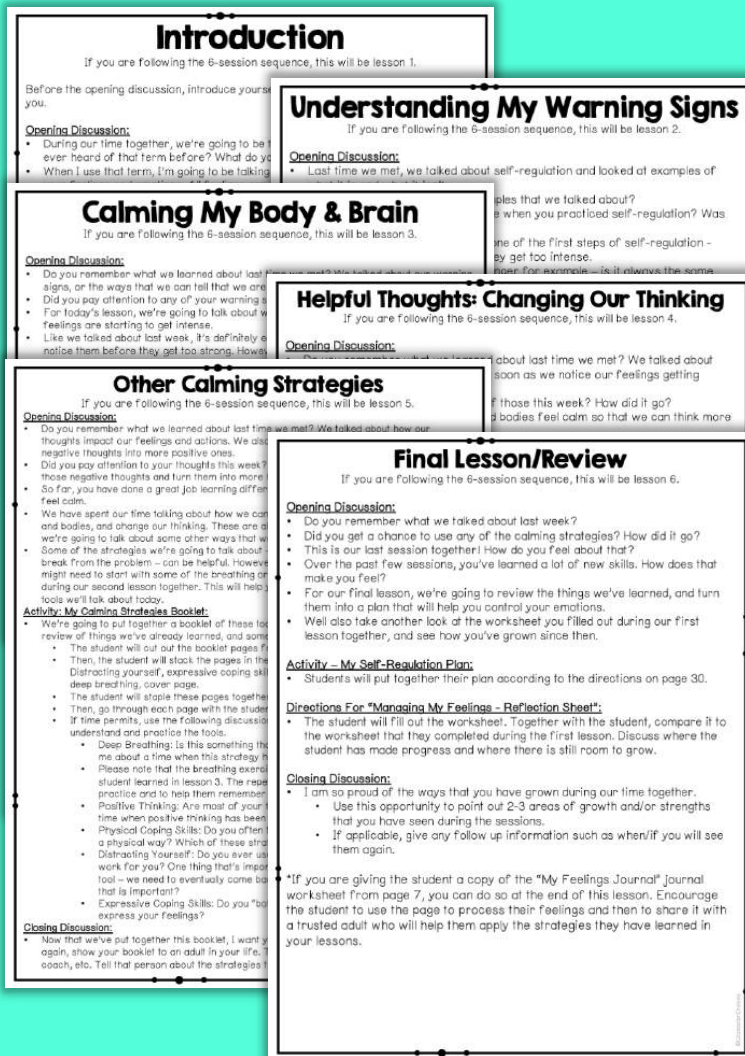 Introduction
If you are following the 6-session sequence, this will be lesson 1.
Before the opening discussion, introduce
you.
Opening Discussion:
• During our time together, we're going to be
ever heard of that term before? What do
• When I use that term, I'm going to be talking
Understanding My Warning Signs
If you are following the 6-session sequence, this will be lesson 2.
Opening Discussion:
• Last time we met, we talked about self-regulation and looked at examples of
that we talked about?
when you practiced self-regulation? Was
one of the first steps of self-regulation -
get too intense.
for example – is it always the same
Calming My Body & Brain
If you are following the 6-session sequence, this will be lesson 3.
Opening Discussion:
• Do you remember what we learned about last time we met? We talked about our warning
signs, or the ways that we can tell that we are
• Did you pay attention to any of your warning
• For today's lesson, we're going to talk about
feelings are starting to get intense.
• Like we talked about last week, it's definitely
notice them before they get too strong.
Helpful Thoughts: Changing Our Thinking
If you are following the 6-session sequence, this will be lesson 4.
Opening Discussion:
• Do you remember what we learned about last time we met? We talked about
soon as we notice our feelings getting
those this week? How did it go?
bodies feel calm so that we can think more
Other Calming Strategies
If you are following the 6-session sequence, this will be lesson 5.
Opening Discussion:
• Do you remember what we learned about last time we met? We talked about how our
thoughts impact our feelings and actions. We
negative thoughts into more positive ones.
• Did you pay attention to your thoughts this week?
those negative thoughts and turn them into more
• So far, you have done a great job learning
feel calm.
• We have spent our time talking about how we can
and bodies, and change our thinking. These are
we're going to talk about some other ways that
• Some of the strategies we're going to talk about -
break from the problem – can be helpful.
might need to start with some of the breathing
during our second lesson together. This will help
tools we'll talk about today.
Activity: My Calming Strategies Booklet:
• We're going to put together a booklet of these
review of things we've already learned, and
• The student will cut out the booklet pages
• Then, the student will stack the pages in the
Distracting yourself, expressive coping
deep breathing, cover page.
• The student will staple these pages
• Then, go through each page with the
• If time permits, use the following
understand and practice the tools.
• Deep Breathing: Is this something
me about a time when this strategy
• Please note that the breathing
student learned in lesson 3. The
practice and to help them remember
• Positive Thinking: Are most of your
time when positive thinking has been
• Physical Coping Skills: Do you often
a physical way? Which of these
• Distracting Yourself: Do you ever
work for you? One thing that's
tool – we need to eventually come
that is important?
• Expressive Coping Skills: Do you
express your feelings?
Closing Discussion:
• Now that we've put together this booklet, I want
again, show your booklet to an adult in your life.
coach, etc. Tell that person about the strategies
Final Lesson/Review
If you are following the 6-session sequence, this will be lesson 6.
Opening Discussion:
• Do you remember what we talked about last week?
• Did you get a chance to use any of the calming strategies? How did it go?
• This is our last session together! How do you feel about that?
• Over the past few sessions, you've learned a lot of new skills. How does that
make you feel?
• For our final lesson, we're going to review the things we've learned, and turn
them into a plan that will help you control your emotions.
• Well also take another look at the worksheet you filled out during our first
lesson together, and see how you've grown since then.
Activity – My Self-Regulation Plan:
• Students will put together their plan according to the directions on page 30.
Directions For "Managing My Feelings - Reflection Sheet":
• The student will fill out the worksheet. Together with the student, compare it to
the worksheet that they completed during the first lesson. Discuss where the
student has made progress and where there is still room to grow.
Closing Discussion:
• I am so proud of the ways that you have grown during our time together.
• Use this opportunity to point out 2-3 areas of growth and/or strengths
that you have seen during the sessions.
• If applicable, give any follow up information such as when/if you will see
them again.
*If you are giving the student a copy of the "My Feelings Journal" journal
worksheet from page 7, you can do so at the end of this lesson. Encourage
the student to use the page to process their feelings and then to share it with
a trusted adult who will help them apply the strategies they have learned in
your lessons.